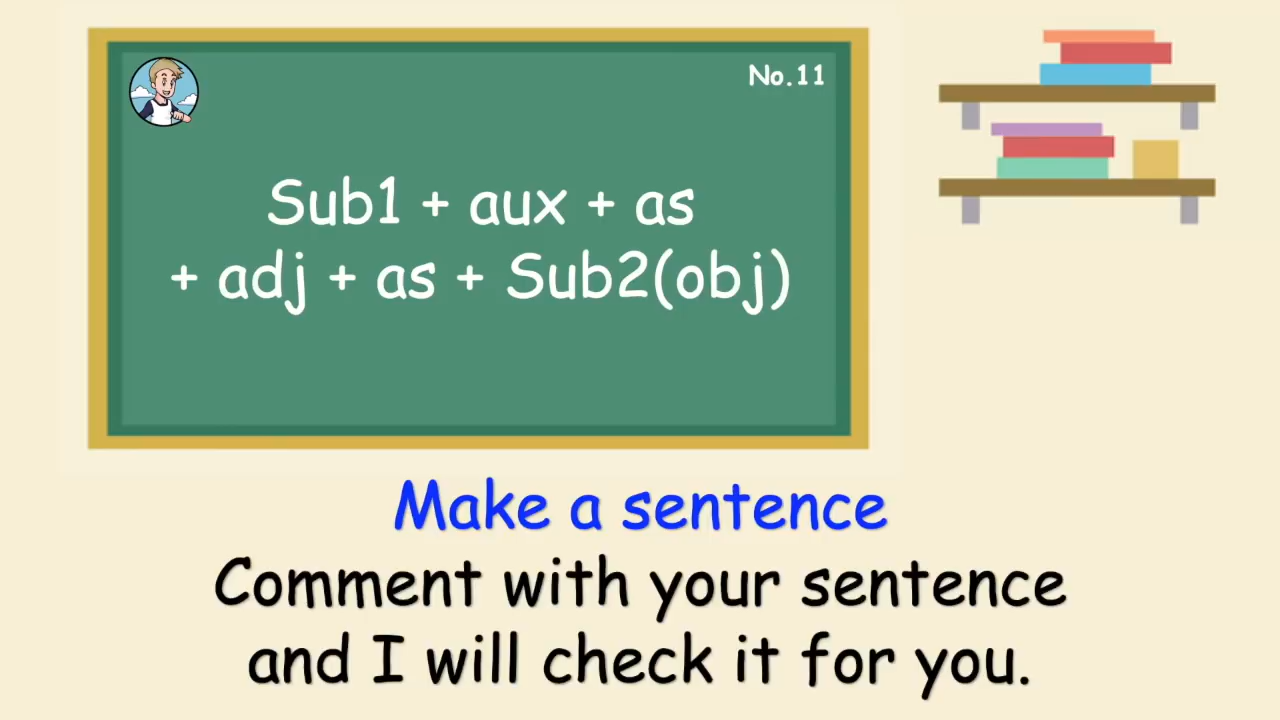 No.11
Sub1 + aux + as
+ adj + as + Sub2(obj)
Make a sentence
Comment with your sentence
and I will check it for you.